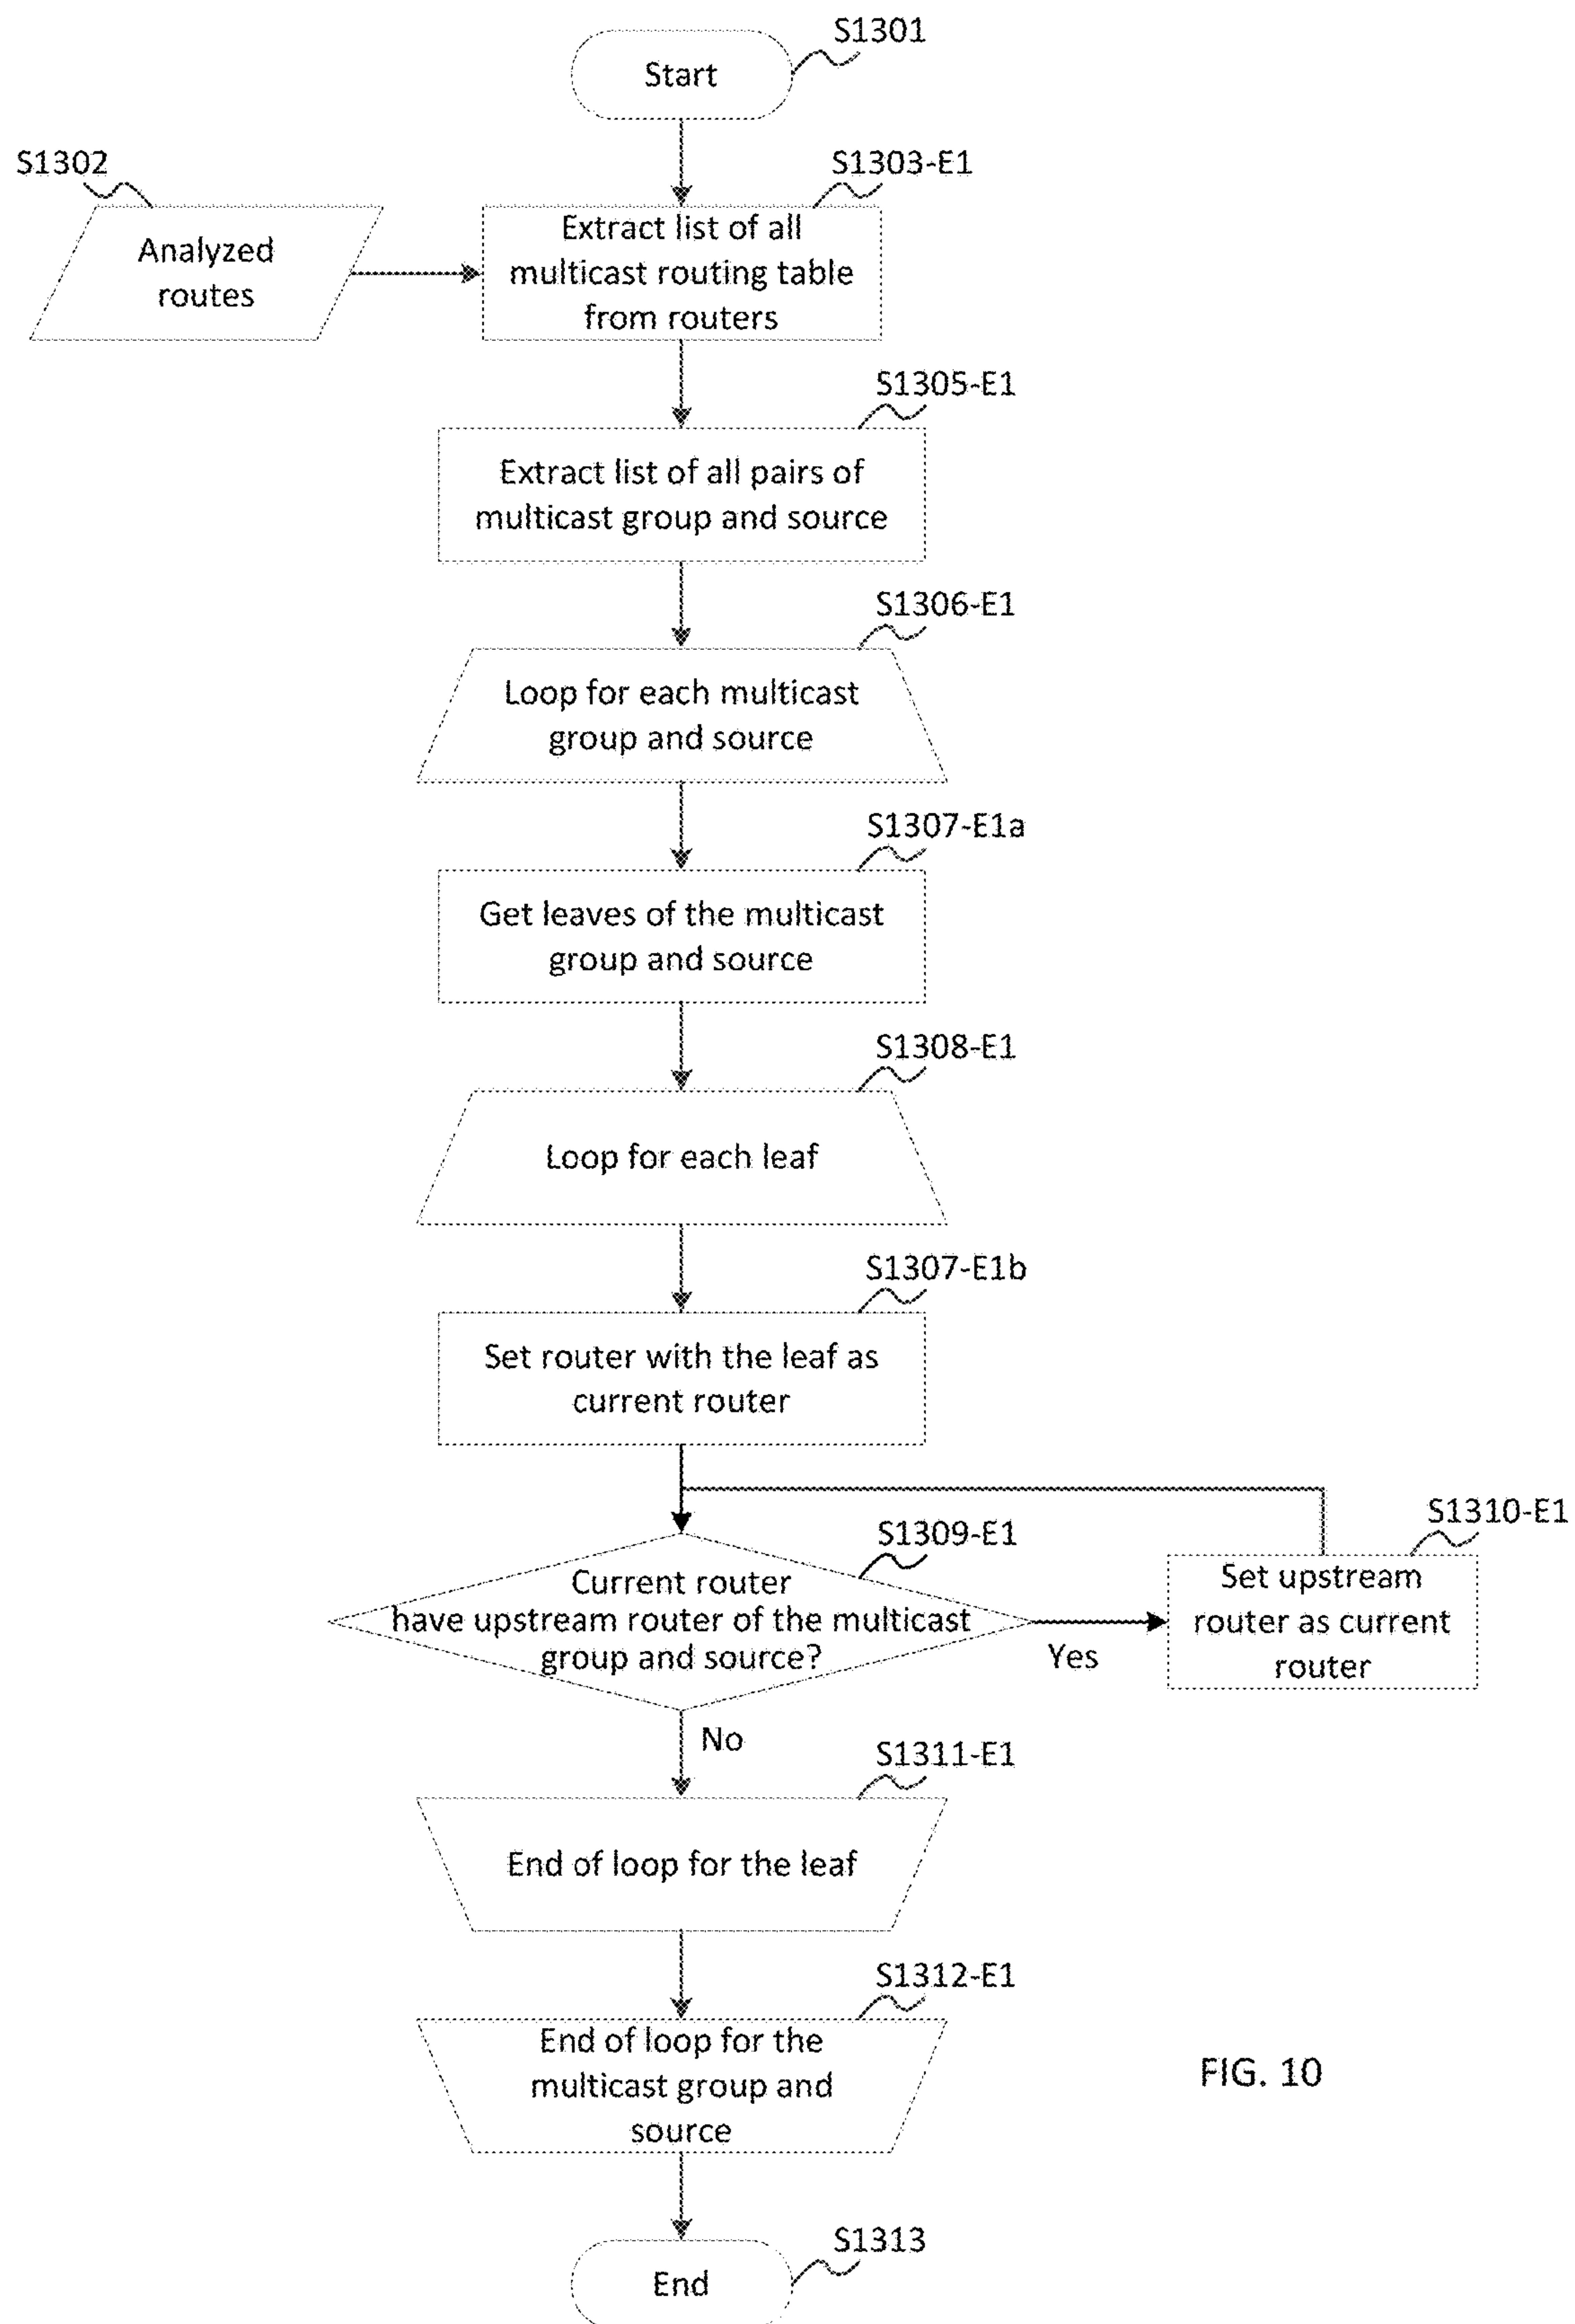 S1301
Start
S1302
S1303-E1
Analyzed
routes
Extract list of all
multicast routing table
from routers
S1305-E1
Extract list of all pairs of
multicast group and source
S1306-E1
Loop for each multicast
group and source
S1307-E1a
Get leaves of the multicast
group and source
S1308-E1
Loop for each leaf
S1307-E1b
Set router with the leaf as
current router
S1309-E1
S1310-E1
Current router
have upstream router of the multicast
group and source?
Yes
Set upstream
router as current
router
No
S1311-E1
End of loop for the leaf
S1312-E1
End of loop for the
multicast group and
source
FIG. 10
S1313
End